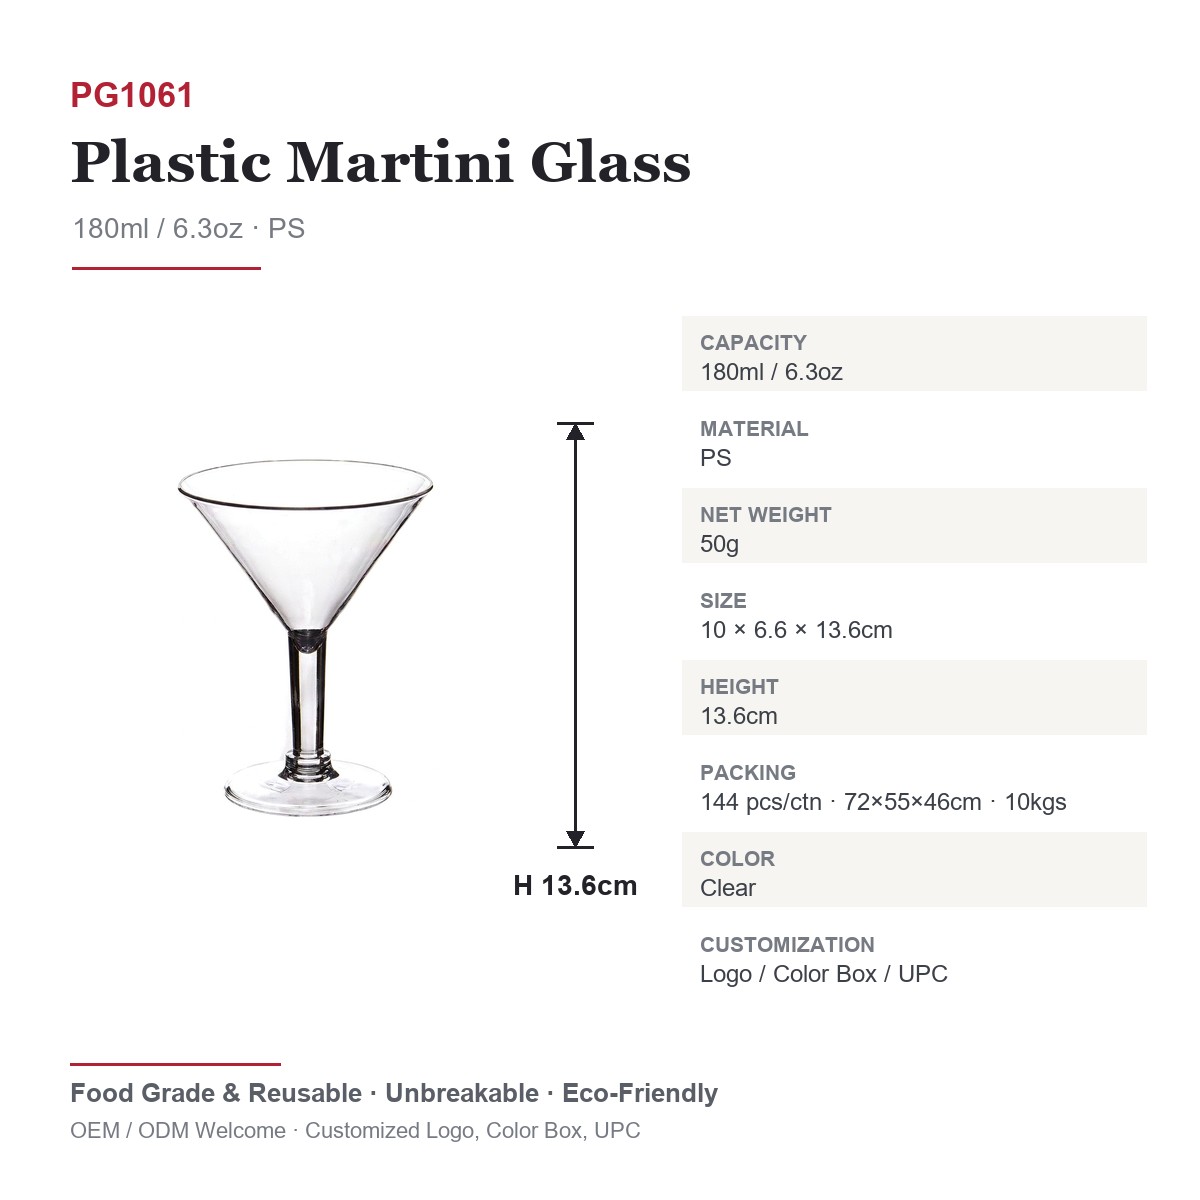 PG1061
Plastic Martini Glass
180ml / 6.3oz · PS
CAPACITY
180ml / 6.3oz
MATERIAL
PS
NET WEIGHT
50g
SIZE
10 × 6.6 × 13.6cm
HEIGHT
13.6cm
PACKING
144 pcs/ctn · 72×55×46cm · 10kgs
COLOR
Clear
CUSTOMIZATION
Logo / Color Box / UPC
H 13.6cm
Food Grade & Reusable · Unbreakable · Eco-Friendly
OEM / ODM Welcome · Customized Logo, Color Box, UPC